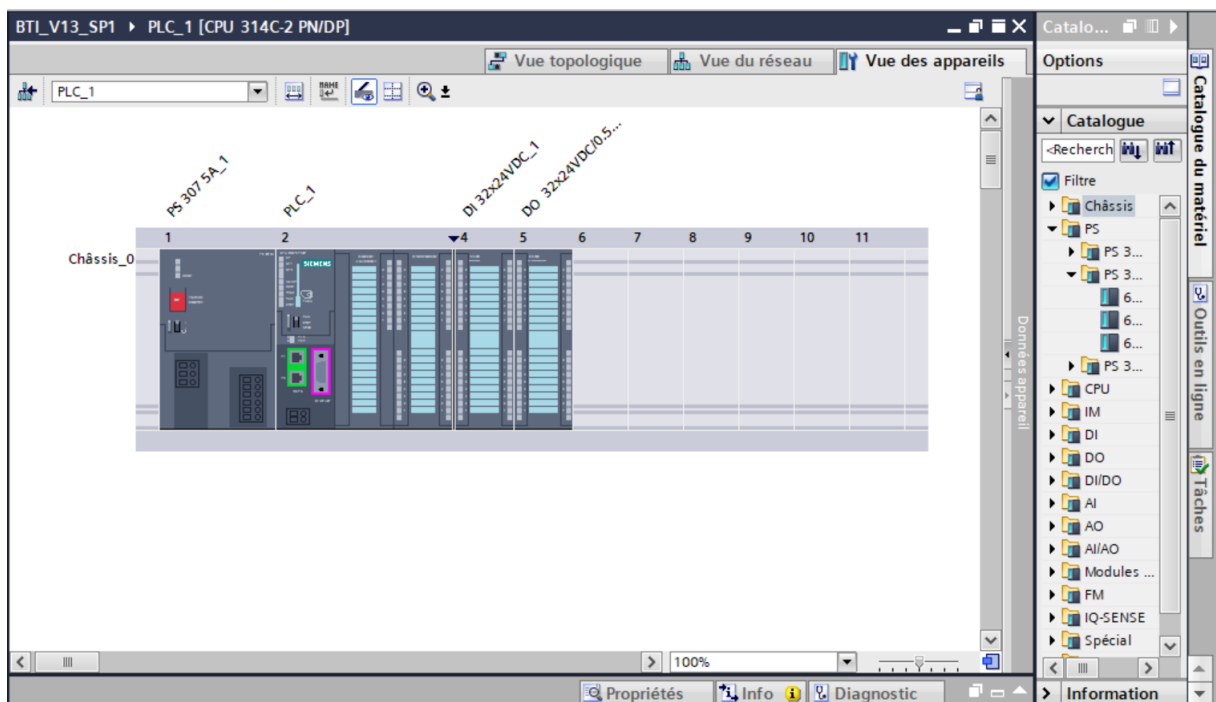 BTI_V13_SP1 ▸ PLC_1 [CPU 314C-2 PN/DP]
Catalo...
Vue topologique
Vue du réseau
Vue des appareils
Options
PLC_1
Catalogue
<Recherch
Filtre
PS 307 5A_1
PLC_1
DI 32x24VDC_1
DO 32x24VDC/0.5...
1 2 4 5 6 7 8 9 10 11
Châssis_0
SIEMENS
Données appareil
Châssis
PS
PS 3...
PS 3...
6...
6...
6...
PS 3...
CPU
IM
DI
DO
DI/DO
AI
AO
AI/AO
Modules ...
FM
IQ-SENSE
Spécial
Catalogue du matériel
Outils en ligne
Tâches
100%
Propriétés
Info
Diagnostic
Information